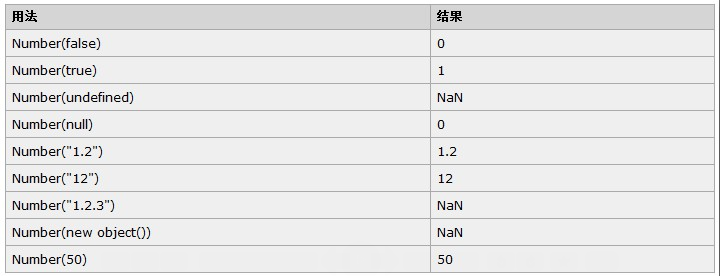 用法 结果
Number(false) 0
Number(true) 1
Number(undefined) NaN
Number(null) 0
Number("1.2") 1.2
Number("12") 12
Number("1.2.3") NaN
Number(new object()) NaN
Number(50) 50